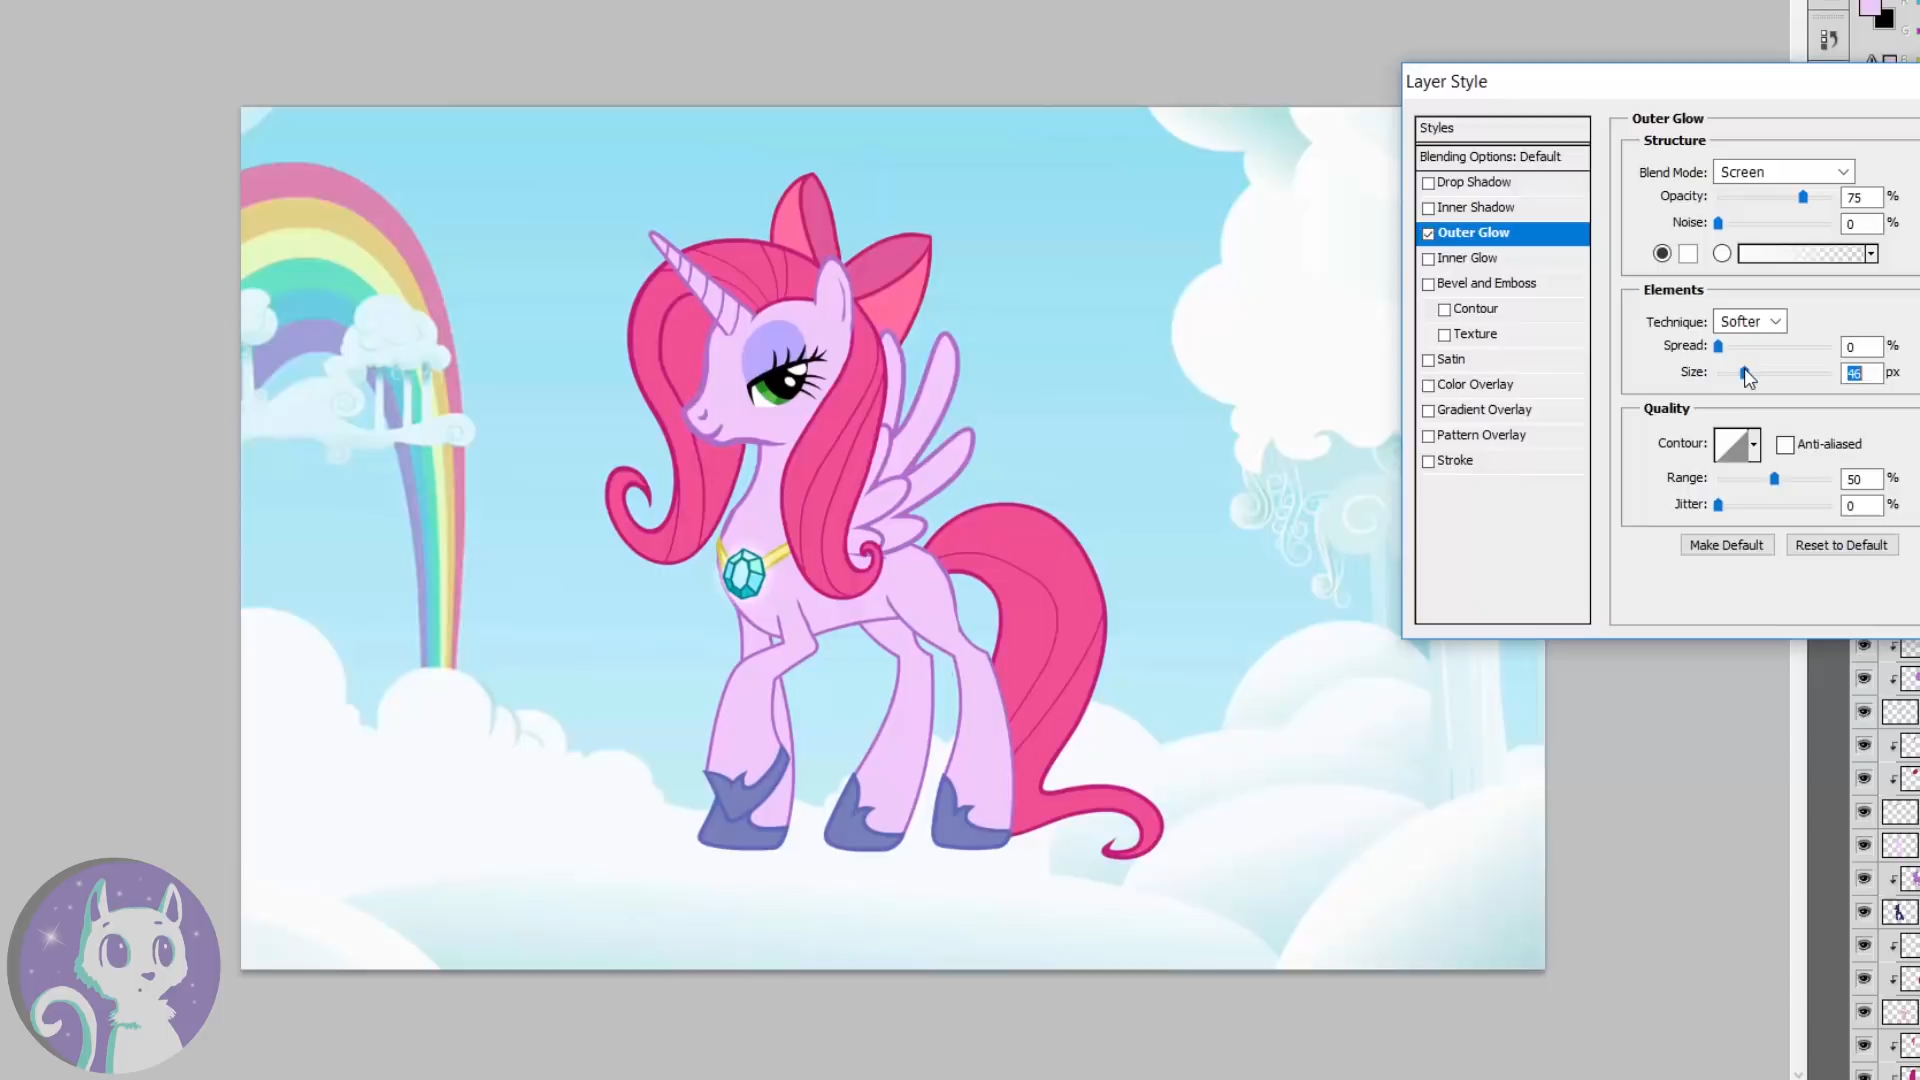 Layer Style
Styles
Blending Options: Default
Drop Shadow
Inner Shadow
Outer Glow
Inner Glow
Bevel and Emboss
Contour
Texture
Satin
Color Overlay
Gradient Overlay
Pattern Overlay
Stroke
Outer Glow
Structure
Blend Mode: Screen
Opacity: 75 %
Noise: 0 %
Elements
Technique: Softer
Spread: 0 %
Size: 46 px
Quality
Contour: Anti-aliased
Range: 50 %
Jitter: 0 %
Make Default Reset to Default